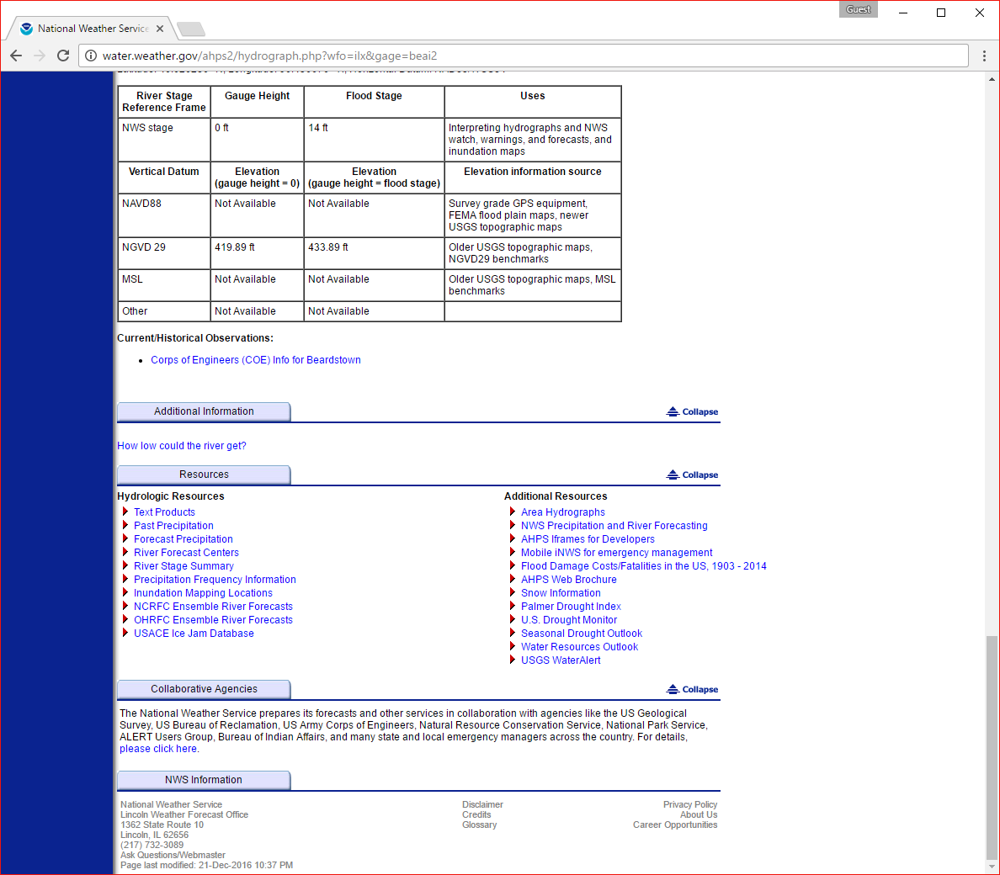 Guest
National Weather Service
water.weather.gov/ahps2/hydrograph.php?wfo=ilx&gage=beai2
River Stage
Reference Frame
Gauge Height
Flood Stage
Uses
NWS stage
0 ft
14 ft
Interpreting hydrographs and NWS
watch, warnings, and forecasts, and
inundation maps
Vertical Datum
Elevation
(gauge height = 0)
Elevation
(gauge height = flood stage)
Elevation information source
NAVD88
Not Available
Not Available
Survey grade GPS equipment,
FEMA flood plain maps, newer
USGS topographic maps
NGVD 29
419.89 ft
433.89 ft
Older USGS topographic maps,
NGVD29 benchmarks
MSL
Not Available
Not Available
Older USGS topographic maps, MSL
benchmarks
Other
Not Available
Not Available
Current/Historical Observations:
Corps of Engineers (COE) Info for Beardstown
Additional Information
Collapse
How low could the river get?
Resources
Collapse
Hydrologic Resources
Text Products
Past Precipitation
Forecast Precipitation
River Forecast Centers
River Stage Summary
Precipitation Frequency Information
Inundation Mapping Locations
NCRFC Ensemble River Forecasts
OHRFC Ensemble River Forecasts
USACE Ice Jam Database
Additional Resources
Area Hydrographs
NWS Precipitation and River Forecasting
AHPS Iframes for Developers
Mobile iNWS for emergency management
Flood Damage Costs/Fatalities in the US, 1903 - 2014
AHPS Web Brochure
Snow Information
Palmer Drought Index
U.S. Drought Monitor
Seasonal Drought Outlook
Water Resources Outlook
USGS WaterAlert
Collaborative Agencies
Collapse
The National Weather Service prepares its forecasts and other services in collaboration with agencies like the US Geological
Survey, US Bureau of Reclamation, US Army Corps of Engineers, Natural Resource Conservation Service, National Park Service,
ALERT Users Group, Bureau of Indian Affairs, and many state and local emergency managers across the country. For details,
please click here.
NWS Information
National Weather Service
Lincoln Weather Forecast Office
1362 State Route 10
Lincoln, IL 62656
(217) 732-3089
Ask Questions/Webmaster
Page last modified: 21-Dec-2016 10:37 PM
Disclaimer
Credits
Glossary
Privacy Policy
About Us
Career Opportunities